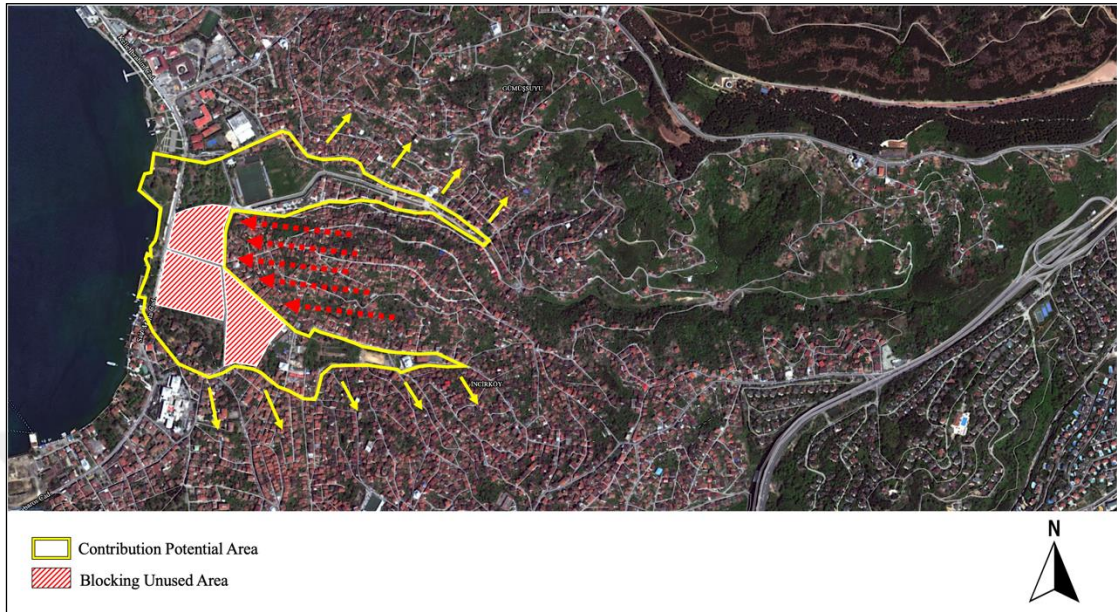 GÜMÜŞSUYU
İNCİRKÖY
N
Contribution Potential Area
Blocking Unused Area